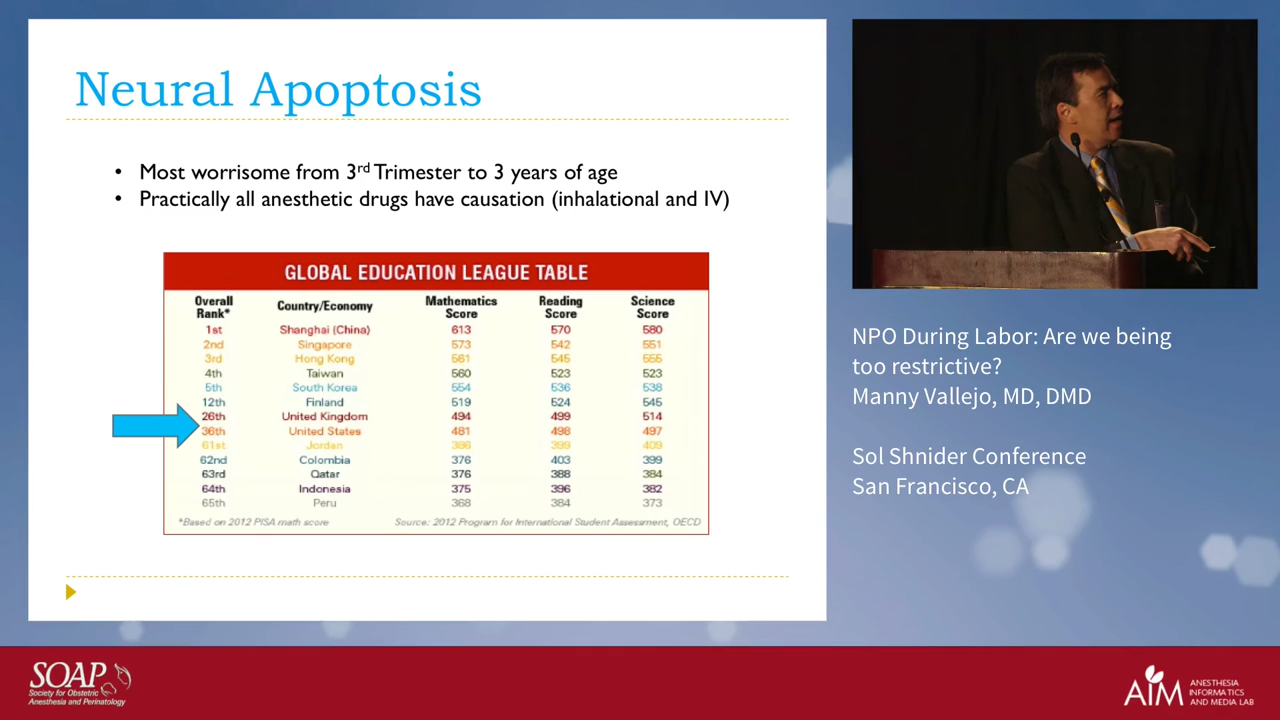 Neural Apoptosis
• Most worrisome from 3rd Trimester to 3 years of age
• Practically all anesthetic drugs have causation (inhalational and IV)
GLOBAL EDUCATION LEAGUE TABLE
Overall Rank* Country/Economy Mathematics Score Reading Score Science Score
1st Shanghai (China) 613 570 580
2nd Singapore 573 542 551
3rd Hong Kong 561 545 555
4th Taiwan 560 523 523
5th South Korea 554 536 538
12th Finland 519 524 545
26th United Kingdom 494 499 514
36th United States 481 498 497
61st Jordan 386 399 409
62nd Colombia 376 403 399
63rd Qatar 376 388 384
64th Indonesia 375 396 382
65th Peru 368 384 373
*Based on 2012 PISA math score Source: 2012 Program for International Student Assessment, OECD
NPO During Labor: Are we being
too restrictive?
Manny Vallejo, MD, DMD
Sol Shnider Conference
San Francisco, CA
SOAP
Society for Obstetric
Anesthesia and Perinatology
AIM
ANESTHESIA
INFORMATICS
AND MEDIA LAB